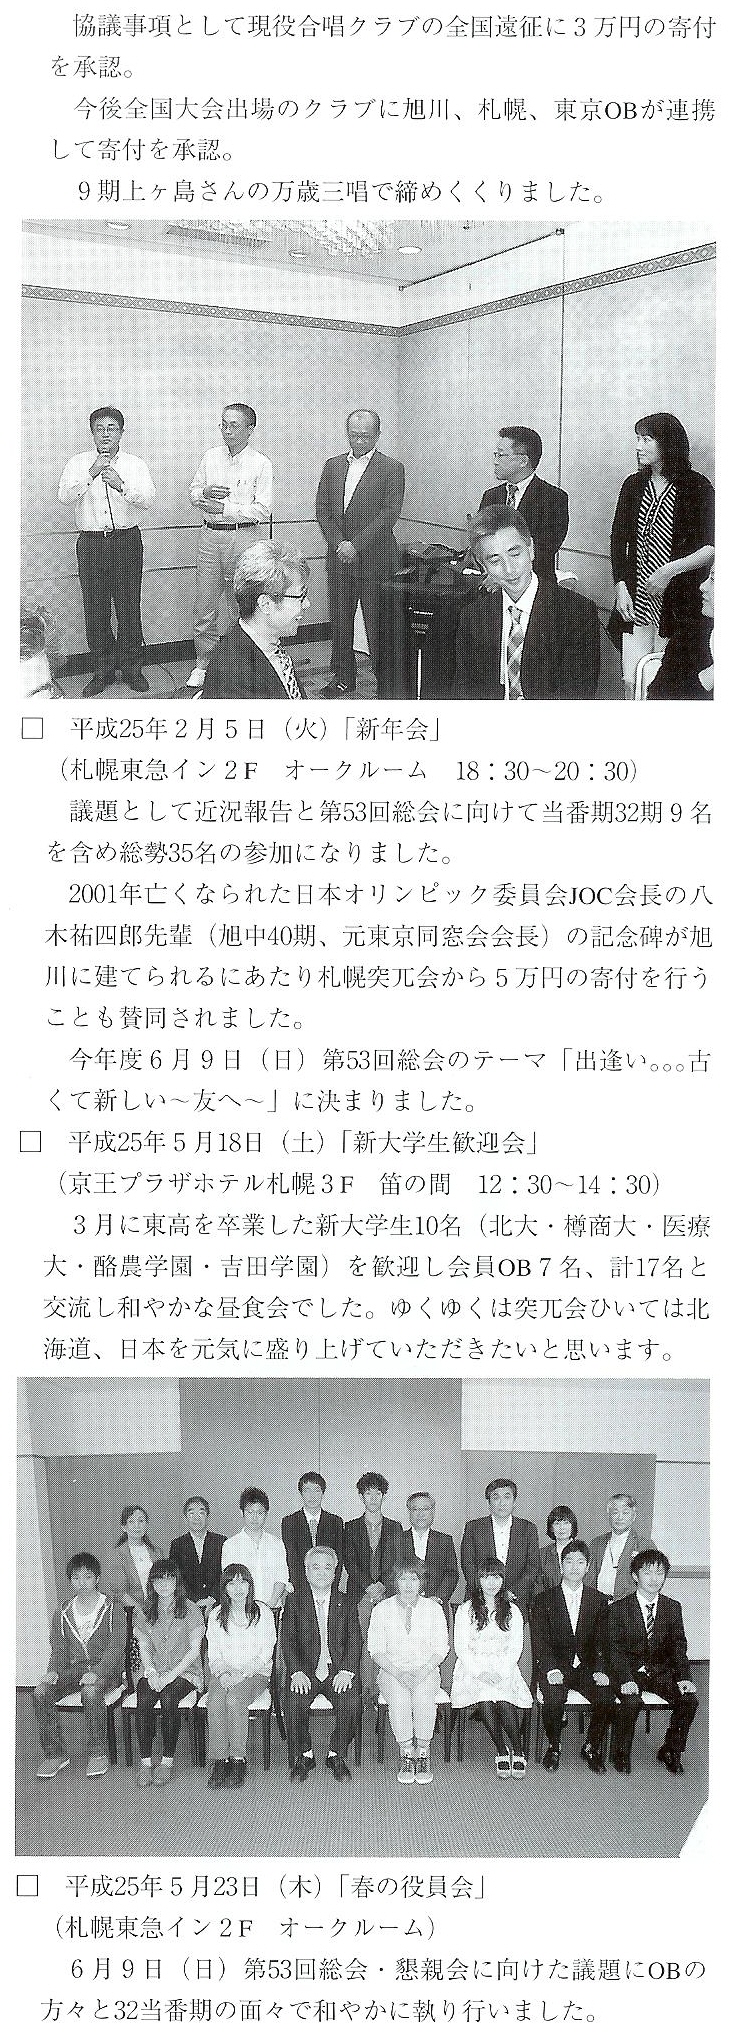 協議事項として現役合唱クラブの全国遠征に３万円の寄付
を承認。
今後全国大会出場のクラブに旭川、札幌、東京OBが連携
して寄付を承認。
９期上ヶ島さんの万歳三唱で締めくくりました。
□　平成25年２月５日（火）「新年会」
（札幌東急イン２F　オークルーム　18：30～20：30）
議題として近況報告と第53回総会に向けて当番期32期９名
を含め総勢35名の参加になりました。
2001年亡くなられた日本オリンピック委員会JOC会長の八
木祐四郎先輩（旭中40期、元東京同窓会会長）の記念碑が旭
川に建てられるにあたり札幌突兀会から５万円の寄付を行う
ことも賛同されました。
今年度６月９日（日）第53回総会のテーマ「出逢い。。。古
くて新しい～友へ～」に決まりました。
□　平成25年５月18日（土）「新大学生歓迎会」
（京王プラザホテル札幌３F　笛の間　12：30～14：30）
３月に東高を卒業した新大学生10名（北大・樽商大・医療
大・酪農学園・吉田学園）を歓迎し会員OB７名、計17名と
交流し和やかな昼食会でした。ゆくゆくは突兀会ひいては北
海道、日本を元気に盛り上げていただきたいと思います。
□　平成25年５月23日（木）「春の役員会」
（札幌東急イン２F　オークルーム）
６月９日（日）第53回総会・懇親会に向けた議題にOBの
方々と32当番期の面々で和やかに執り行いました。